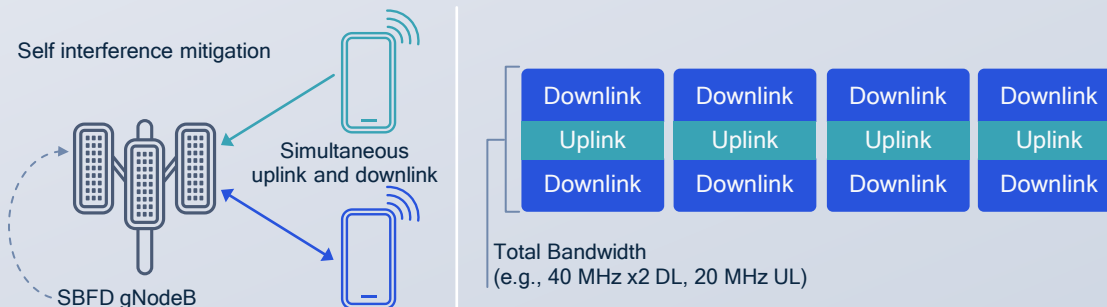 Self interference mitigation
Simultaneous
uplink and downlink
SBFD gNodeB
Downlink Downlink Downlink Downlink
Uplink Uplink Uplink Uplink
Downlink Downlink Downlink Downlink
Total Bandwidth
(e.g., 40 MHz x2 DL, 20 MHz UL)